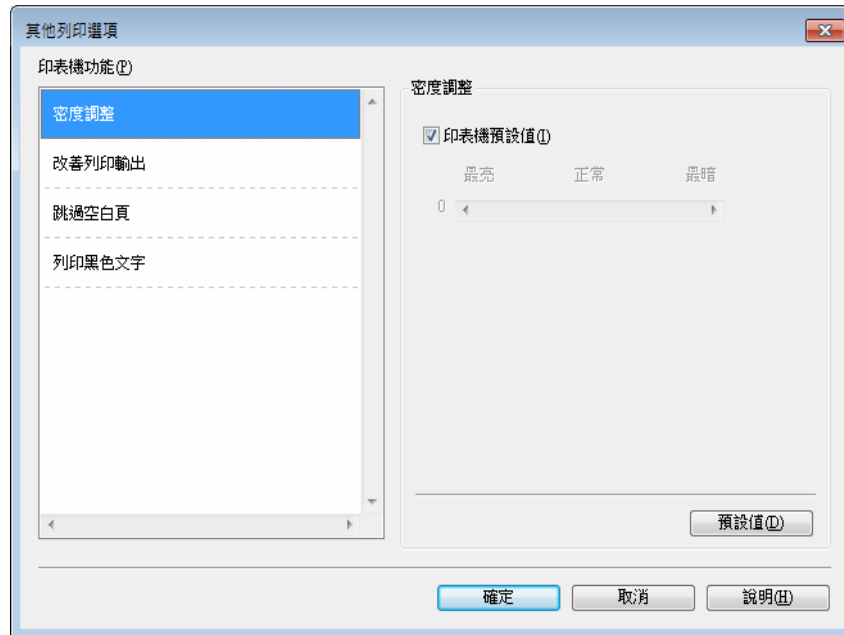 其他列印選項
印表機功能(P)
密度調整
改善列印輸出
跳過空白頁
列印黑色文字
密度調整
印表機預設值(I)
最亮 正常 最暗
0
預設值(D)
確定 取消 說明(H)